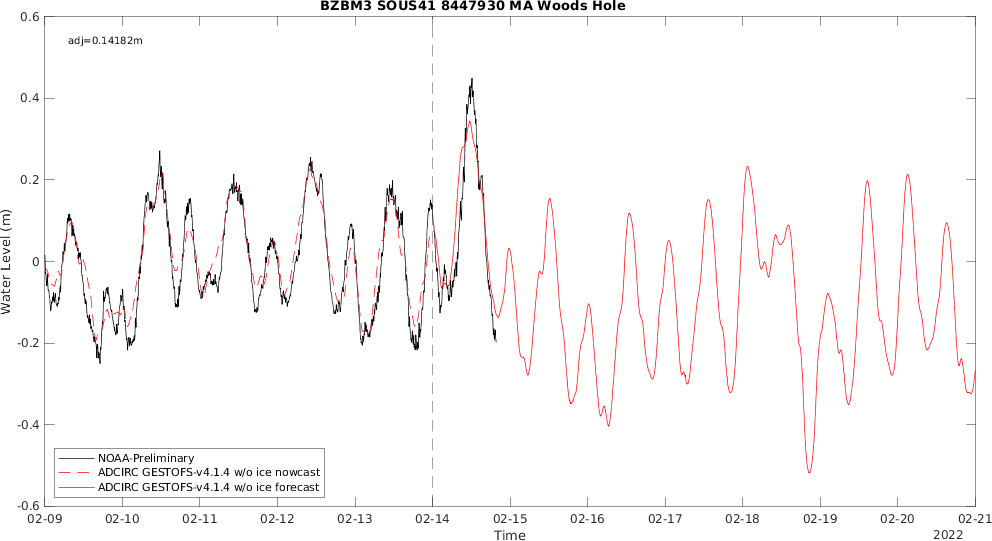 BZBM3 SOUS41 8447930 MA Woods Hole
adj=0.14182m
Water Level (m)
0.6
0.4
0.2
0
-0.2
-0.4
-0.6
NOAA-Preliminary
ADCIRC GESTOFS-v4.1.4 w/o ice nowcast
ADCIRC GESTOFS-v4.1.4 w/o ice forecast
02-09 02-10 02-11 02-12 02-13 02-14 02-15 02-16 02-17 02-18 02-19 02-20 02-21
Time
2022